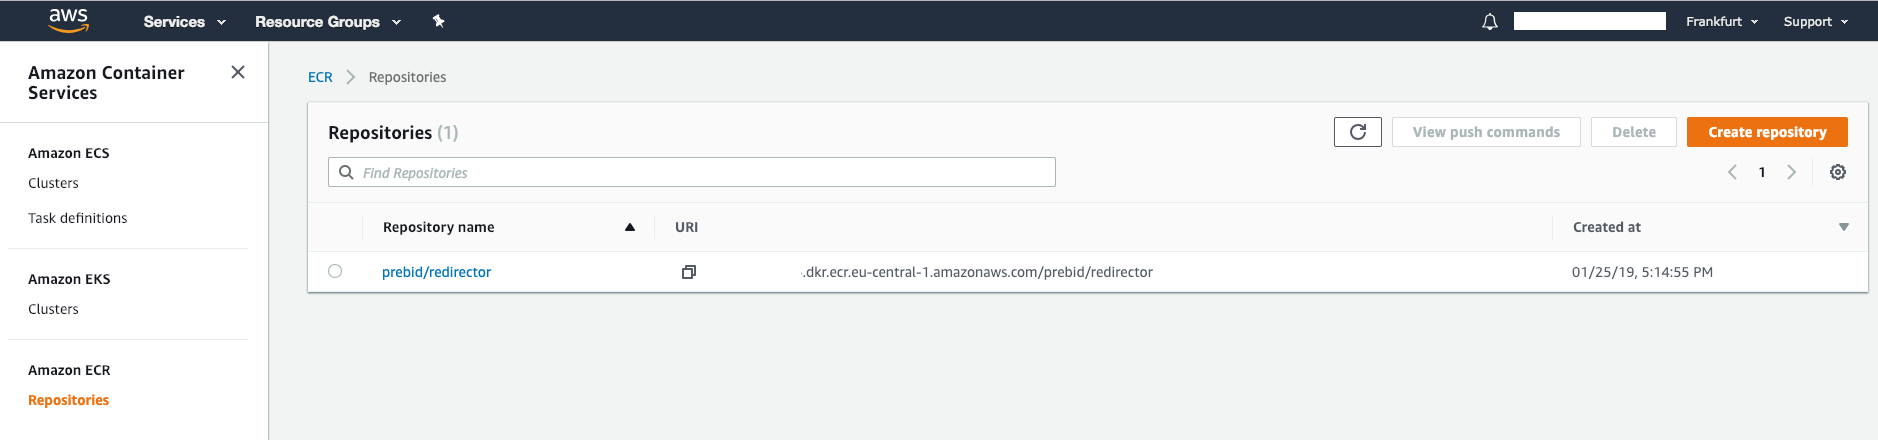 aws Services Resource Groups Frankfurt Support
Amazon Container
Services
Amazon ECS
Clusters
Task definitions
Amazon EKS
Clusters
Amazon ECR
Repositories
ECR Repositories
Repositories (1) View push commands Delete Create repository
Find Repositories 1
Repository name URI Created at
prebid/redirector .dkr.ecr.eu-central-1.amazonaws.com/prebid/redirector 01/25/19, 5:14:55 PM